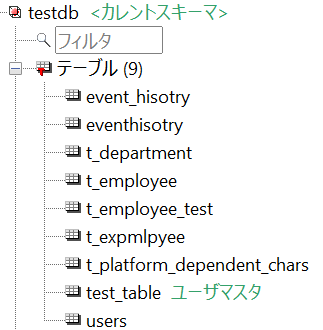 testdb <カレントスキーマ>
フィルタ
テーブル (9)
event_hisotry
eventhisotry
t_department
t_employee
t_employee_test
t_expmlpyee
t_platform_dependent_chars
test_table ユーザマスタ
users